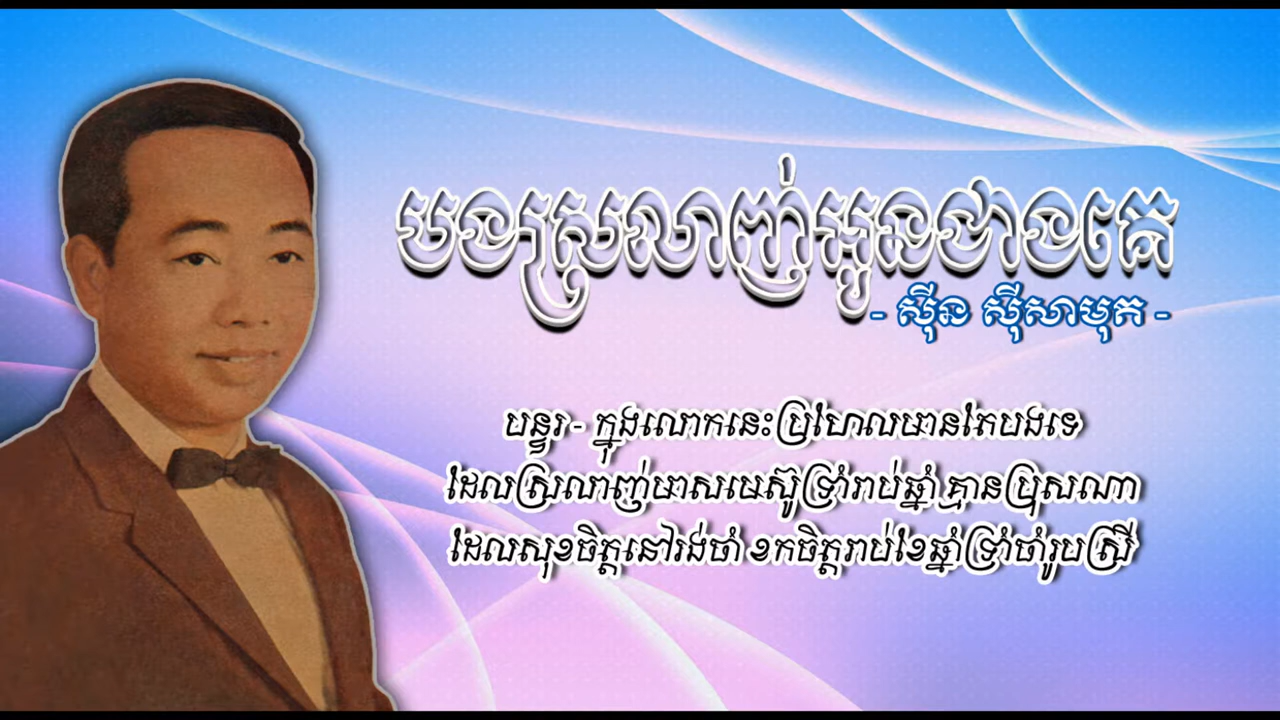 បងស្រលាញ់អូនជាងគេ
- ស៊ីន ស៊ីសាមុត -
បន្ទរ - ក្នុងលោកនេះប្រហែលមានតែបងទេ
ដែលស្រលាញ់មាសមេស៊ូទ្រាំរាប់ឆ្នាំ គ្មានប្រុសណា
ដែលសុខចិត្តនៅរង់ចាំ ខកចិត្តរាប់ខែឆ្នាំទ្រាំចាំរូបស្រី